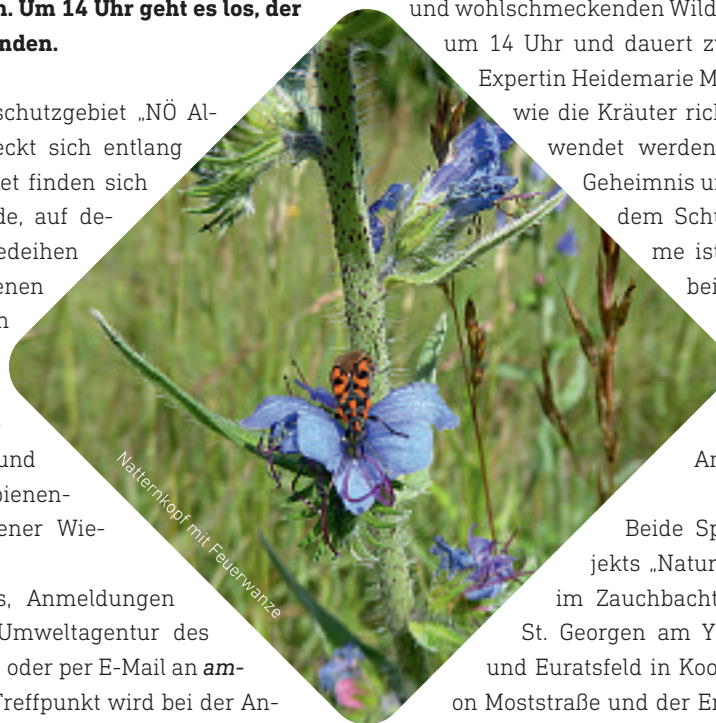 n. Um 14 Uhr geht es los, der
nden.
schutzgebiet „NÖ Al-
eckt sich entlang
et finden sich
de, auf de-
edeihen
enen
n
und
bienen-
ener Wie-
s, Anmeldungen
Umweltagentur des
oder per E-Mail an am-
Treffpunkt wird bei der An-
Natternkopf mit Feuerwanze
und wohlschmeckenden Wild
um 14 Uhr und dauert z
Expertin Heidemarie M
wie die Kräuter ric
wendet werden
Geheimnis u
dem Schu
me ist
bei
An
Beide Sp
jekts „Natur
im Zauchbacht
St. Georgen am Y
und Euratsfeld in Koo
on Moststraße und der Er